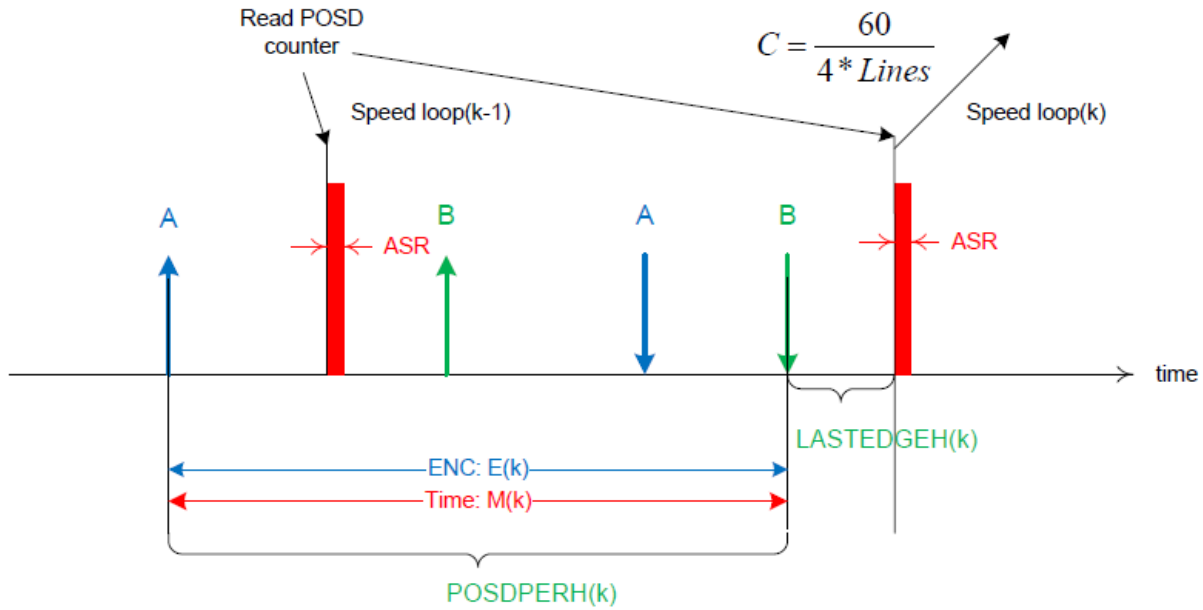 Read POSD
counter
C = 60 / 4* Lines
Speed loop(k-1)
Speed loop(k)
A
B
A
B
ASR
ASR
time
LASTEDGEH(k)
ENC: E(k)
Time: M(k)
POSDPERH(k)